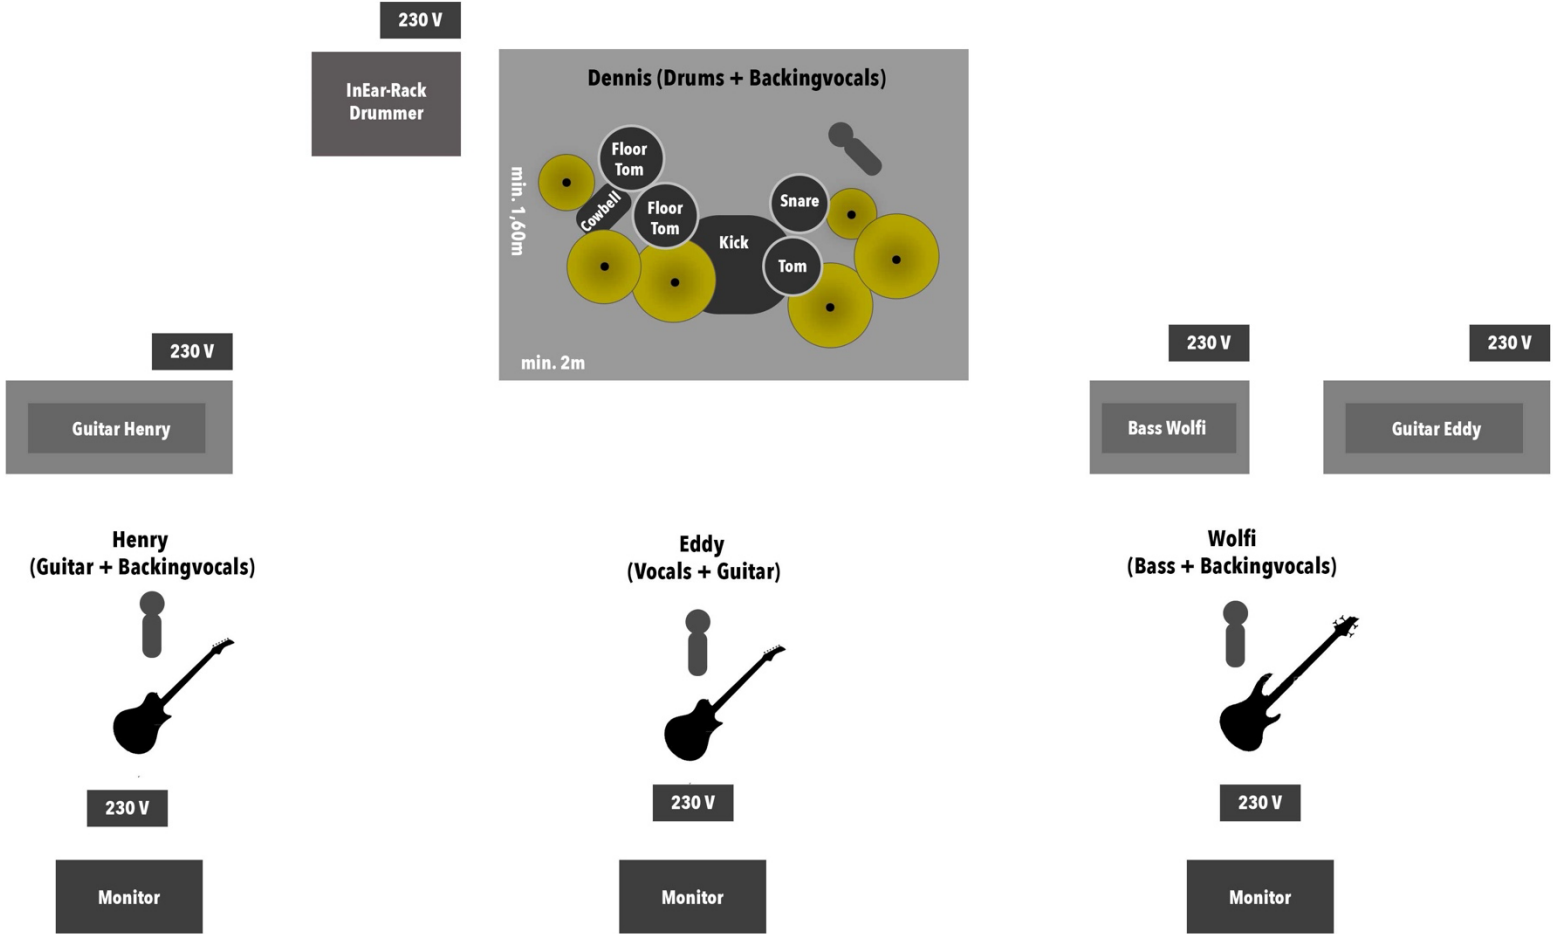 230 V
InEar-Rack
Drummer
Dennis (Drums + Backingvocals)
min. 1,60m
Floor
Tom
Cowbell
Floor
Tom
Kick
Snare
Tom
min. 2m
230 V
Guitar Henry
230 V
Bass Wolfi
230 V
Guitar Eddy
Henry
(Guitar + Backingvocals)
Eddy
(Vocals + Guitar)
Wolfi
(Bass + Backingvocals)
230 V
230 V
230 V
Monitor
Monitor
Monitor